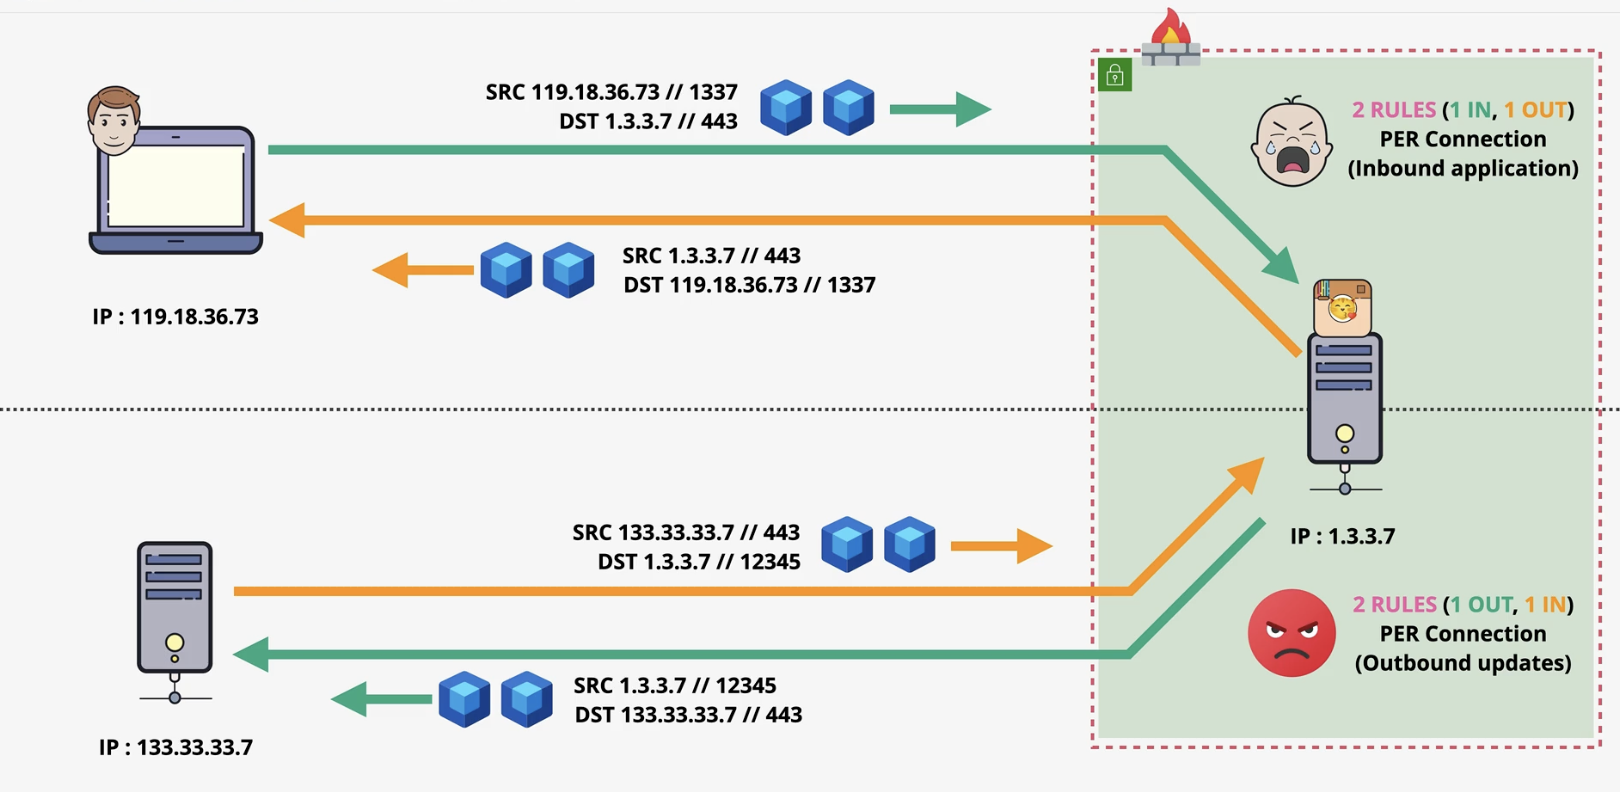 SRC 119.18.36.73 // 1337
DST 1.3.3.7 // 443
2 RULES (1 IN, 1 OUT)
PER Connection
(Inbound application)
SRC 1.3.3.7 // 443
DST 119.18.36.73 // 1337
IP : 119.18.36.73
SRC 133.33.33.7 // 443
DST 1.3.3.7 // 12345
IP : 1.3.3.7
2 RULES (1 OUT, 1 IN)
PER Connection
(Outbound updates)
SRC 1.3.3.7 // 12345
DST 133.33.33.7 // 443
IP : 133.33.33.7